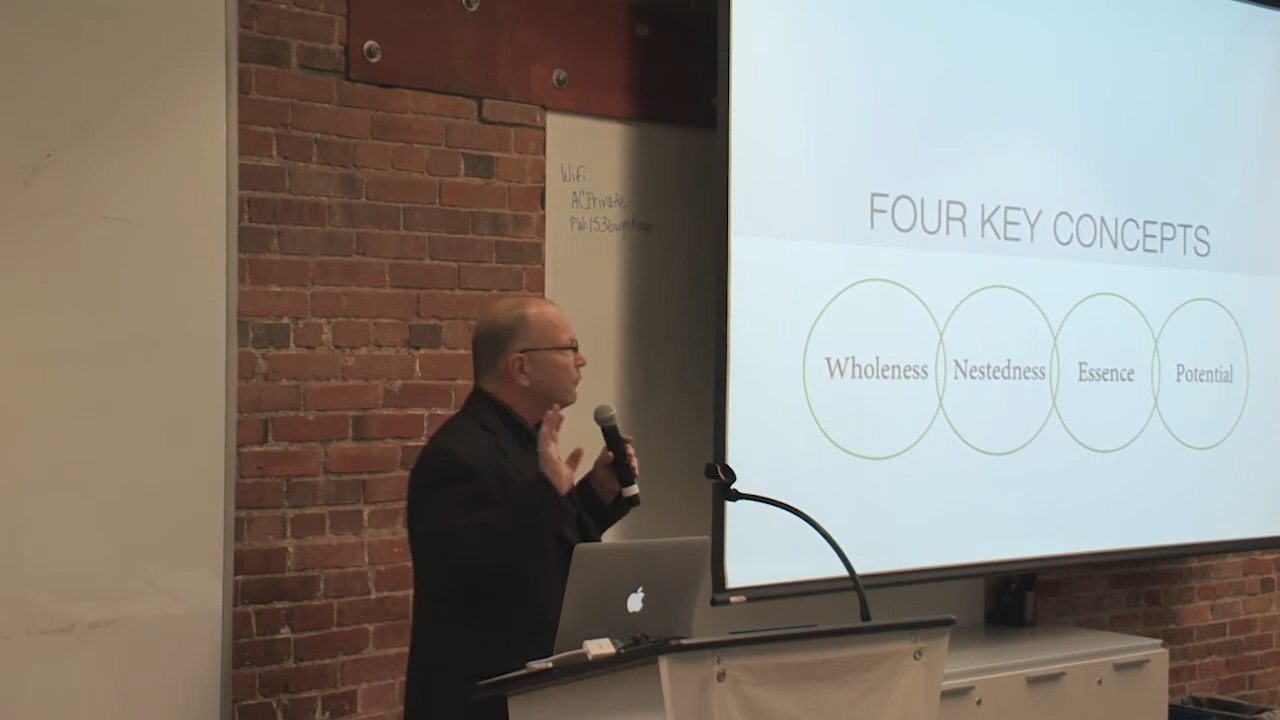 Wifi:
ACPrivate
FOUR KEY CONCEPTS
Wholeness Nestedness Essence Potential